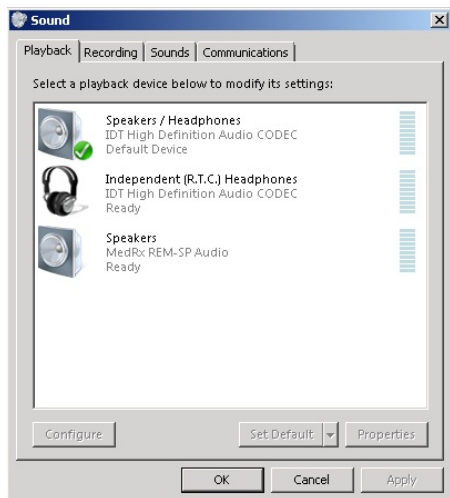 Sound
Playback Recording Sounds Communications
Select a playback device below to modify its settings:
Speakers / Headphones
IDT High Definition Audio CODEC
Default Device
Independent (R.T.C.) Headphones
IDT High Definition Audio CODEC
Ready
Speakers
MedRx REM-SP Audio
Ready
Configure Set Default Properties
OK Cancel Apply